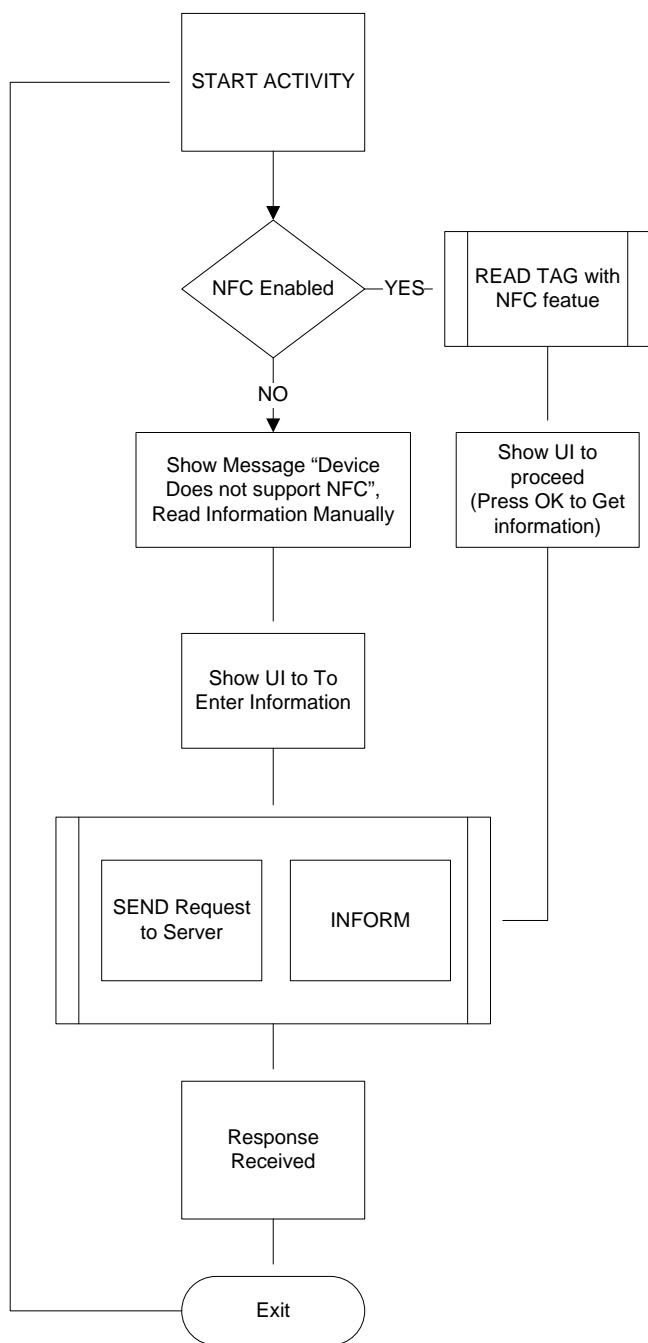 START ACTIVITY
NFC Enabled
YES
READ TAG with
NFC featue
NO
Show Message “Device
Does not support NFC”,
Read Information Manually
Show UI to
proceed
(Press OK to Get
information)
Show UI to To
Enter Information
SEND Request
to Server
INFORM
Response
Received
Exit